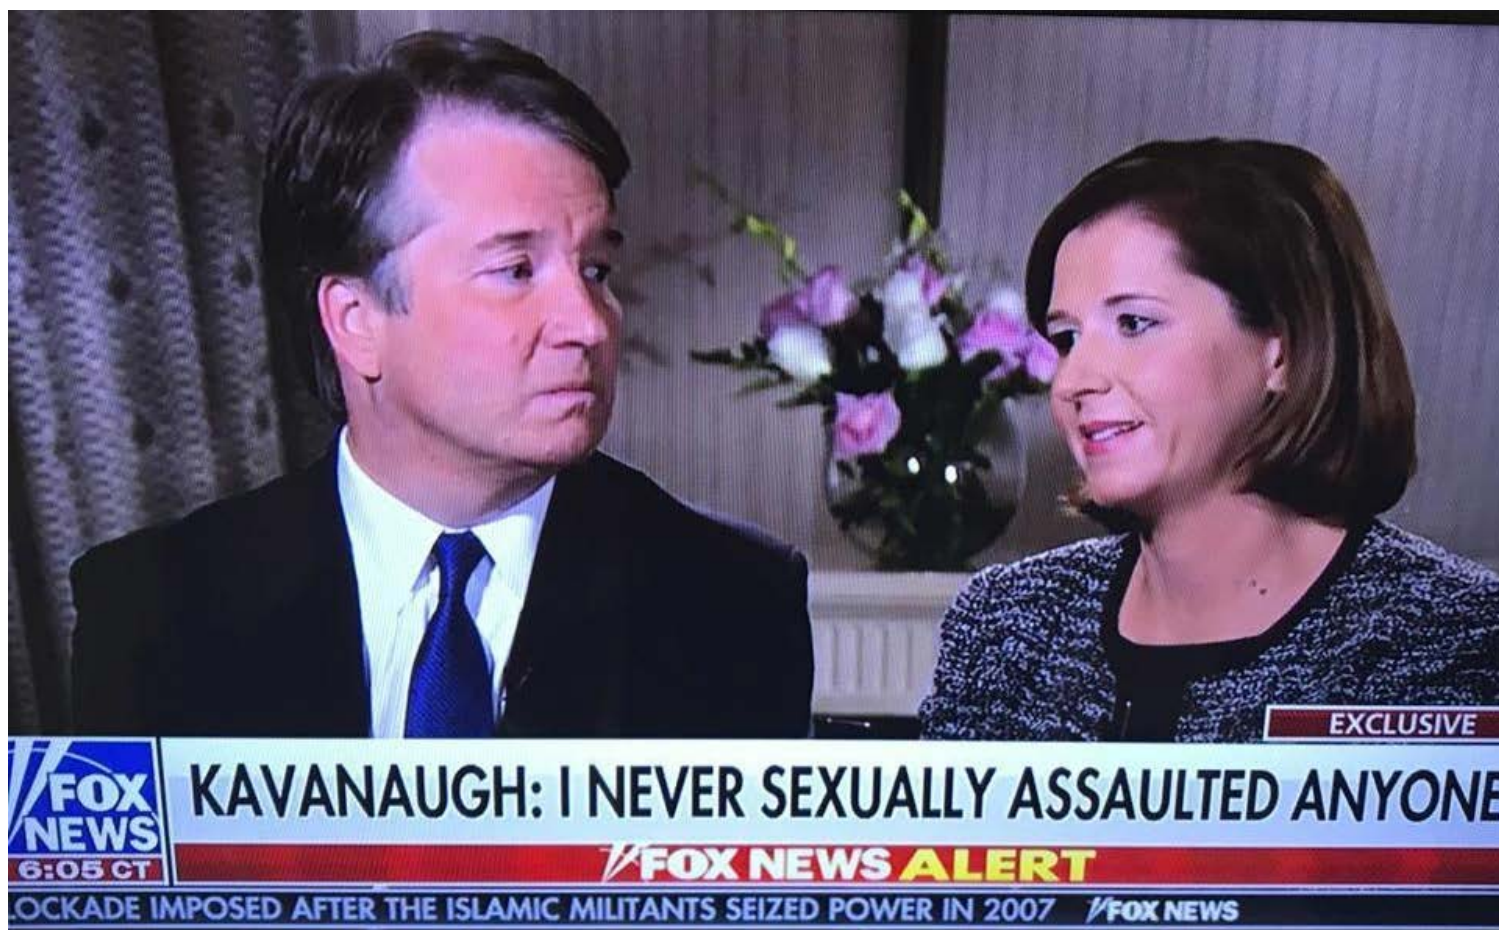 EXCLUSIVE
FOX
NEWS
6:05 CT
KAVANAUGH: I NEVER SEXUALLY ASSAULTED ANYONE
FOX NEWS ALERT
LOCKADE IMPOSED AFTER THE ISLAMIC MILITANTS SEIZED POWER IN 2007 FOX NEWS